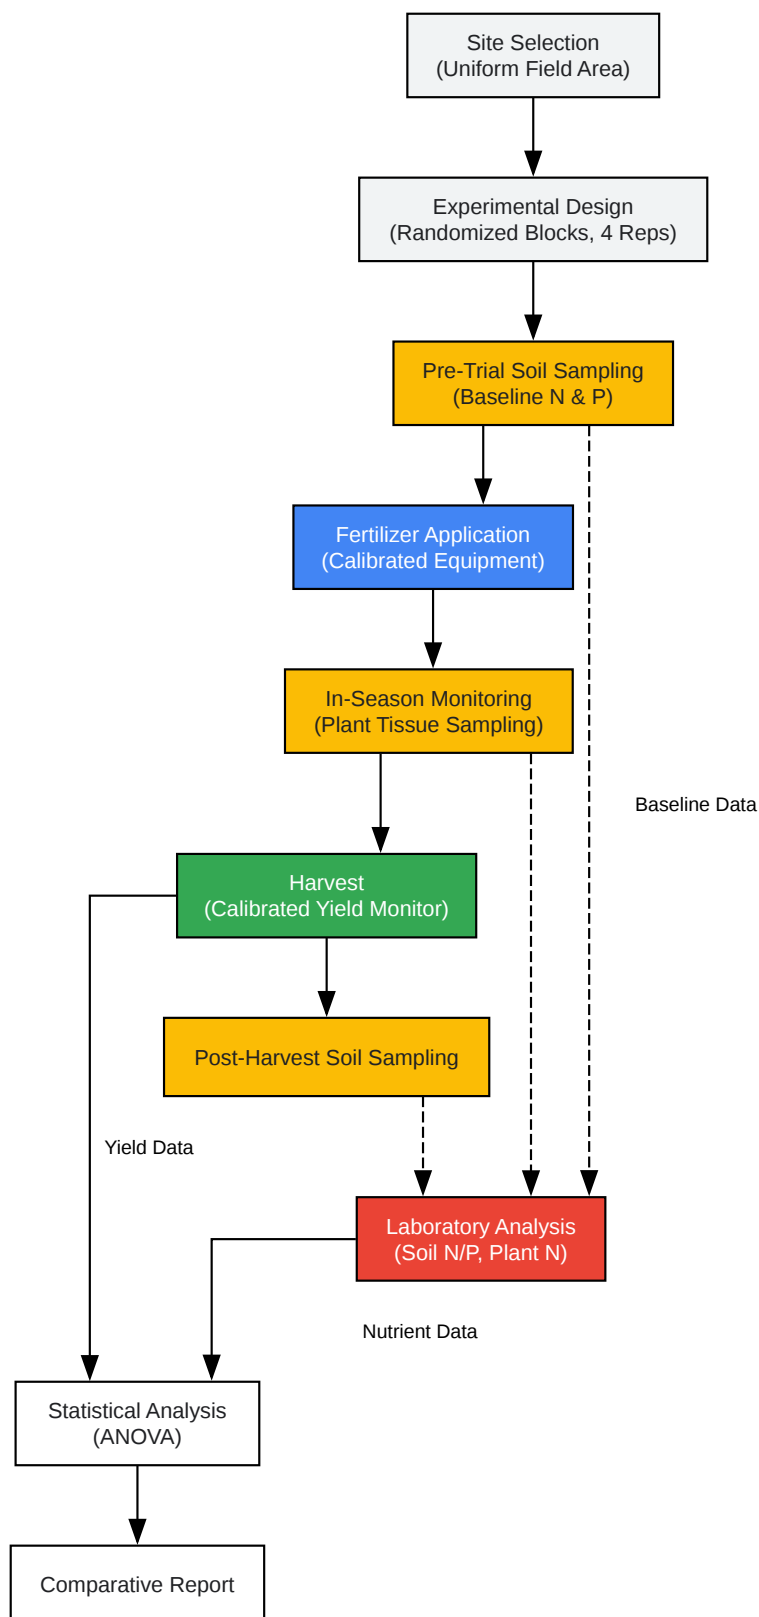 Site Selection
(Uniform Field Area)
Experimental Design
(Randomized Blocks, 4 Reps)
Pre-Trial Soil Sampling
(Baseline N & P)
Fertilizer Application
(Calibrated Equipment)
In-Season Monitoring
(Plant Tissue Sampling)
Baseline Data
Harvest
(Calibrated Yield Monitor)
Post-Harvest Soil Sampling
Yield Data
Laboratory Analysis
(Soil N/P, Plant N)
Nutrient Data
Statistical Analysis
(ANOVA)
Comparative Report